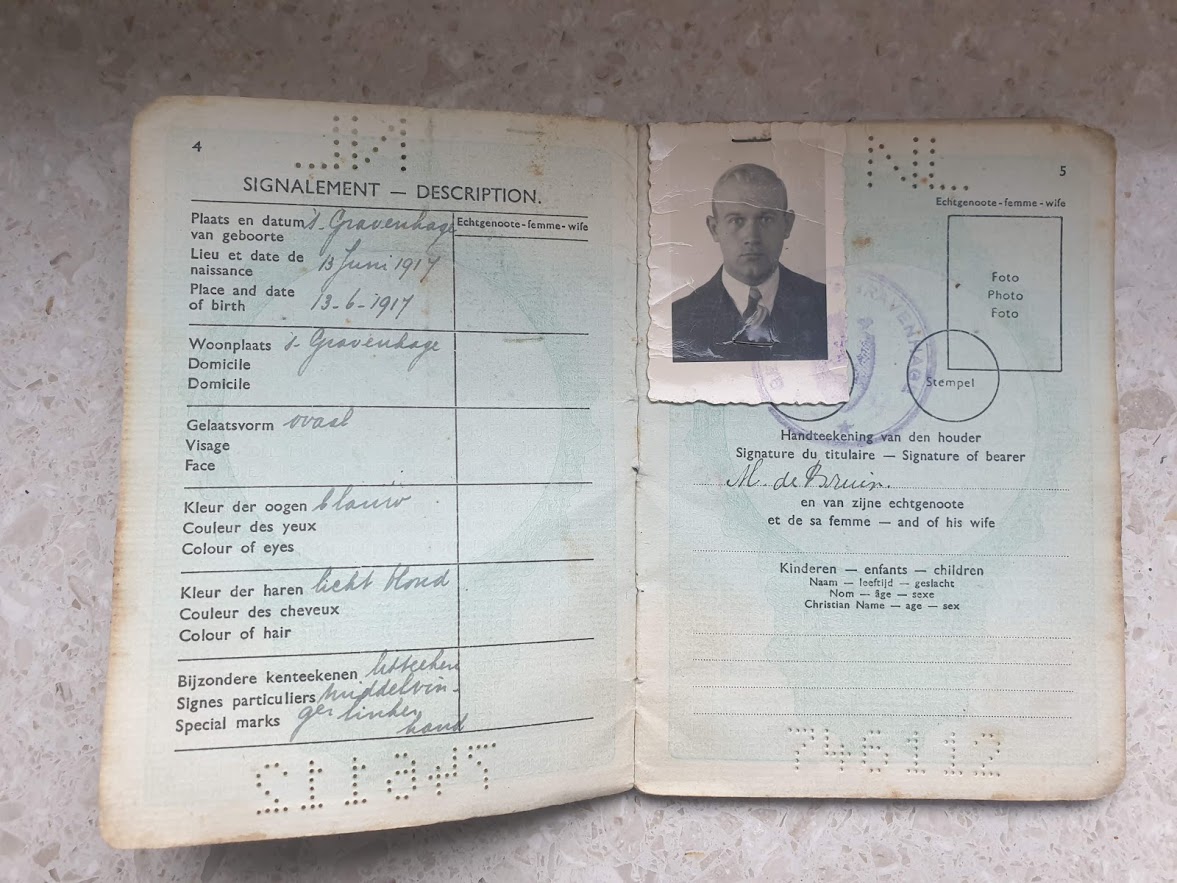 4
NL
SIGNALEMENT — DESCRIPTION.
Echtgenoote-femme-wife
Plaats en datum 's-Gravenhage
van geboorte
Lieu et date de
naissance 13 Juni 1917
Place and date
of birth 13-6-1917
Woonplaats 's-Gravenhage
Domicile
Domicile
Gelaatsvorm ovaal
Visage
Face
Kleur der oogen blauw
Couleur des yeux
Colour of eyes
Kleur der haren licht blond
Couleur des cheveux
Colour of hair
Bijzondere kenteekenen litteeken
Signes particuliers middelvin-
Special marks ger linker
hand
746112
NL
5
Echtgenoote-femme-wife
Foto
Photo
Foto
Stempel
GRAVENHAGE
Handteekening van den houder
Signature du titulaire — Signature of bearer
M. de Bruin.
en van zijne echtgenoote
et de sa femme — and of his wife
Kinderen — enfants — children
Naam — leeftijd — geslacht
Nom — âge — sexe
Christian Name — age — sex
746112